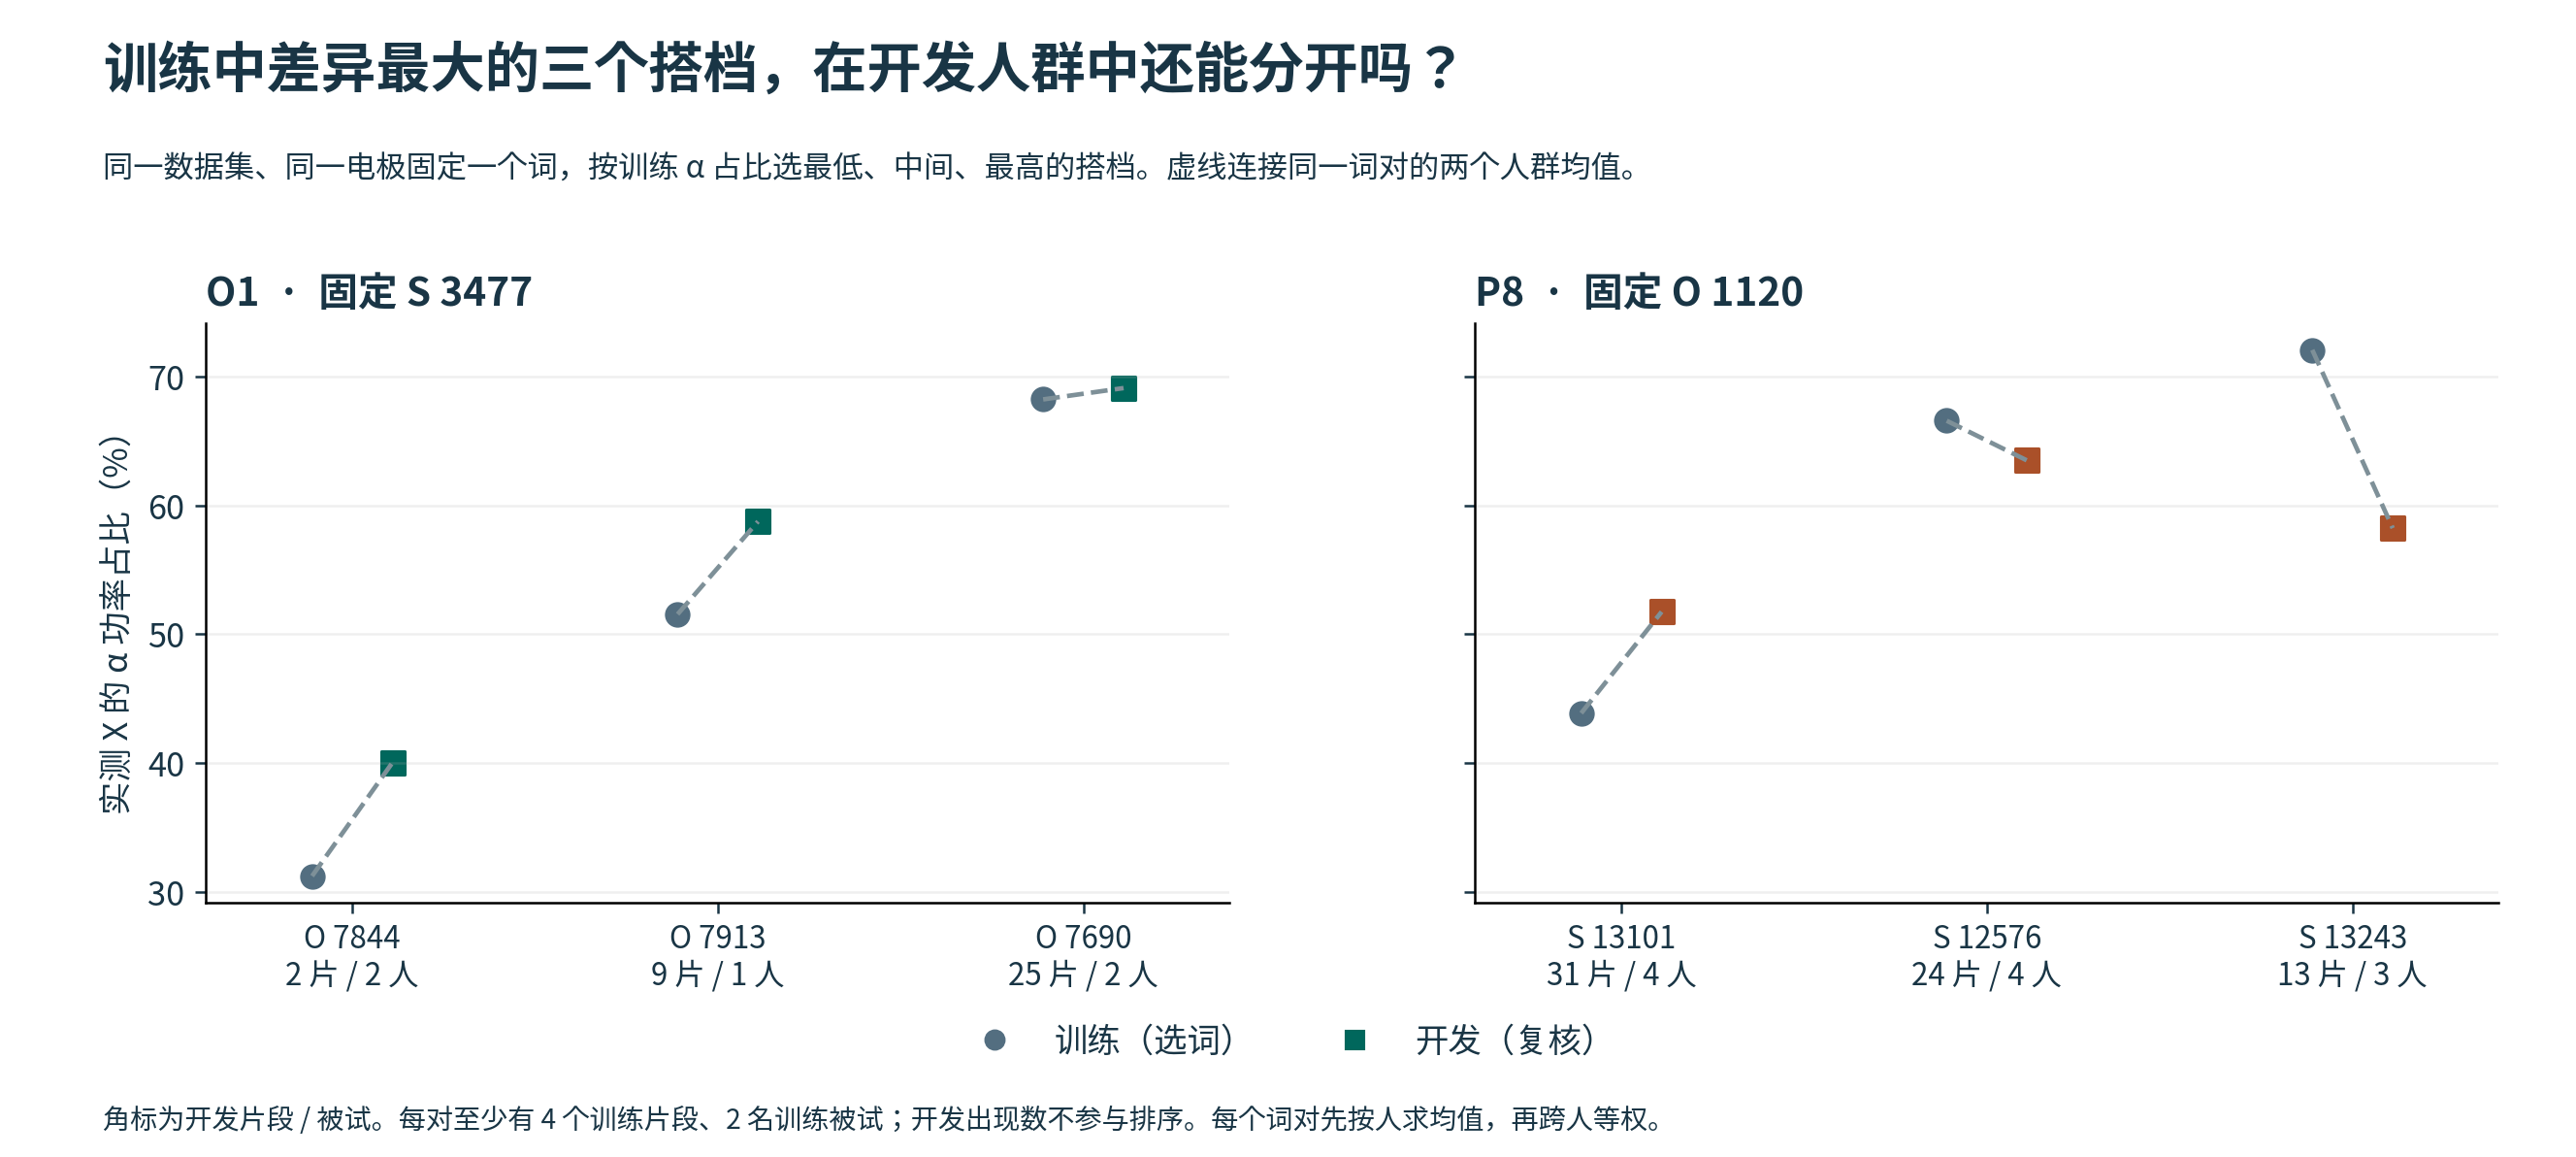 训练中差异最大的三个搭档，在开发人群中还能分开吗？
同一数据集、同一电极固定一个词，按训练 α 占比选最低、中间、最高的搭档。虚线连接同一词对的两个人群均值。
O1 · 固定 S 3477
P8 · 固定 O 1120
实测 X 的 α 功率占比（%）
70
60
50
40
30
O 7844
2 片 / 2 人
O 7913
9 片 / 1 人
O 7690
25 片 / 2 人
S 13101
31 片 / 4 人
S 12576
24 片 / 4 人
S 13243
13 片 / 3 人
训练（选词）
开发（复核）
角标为开发片段 / 被试。每对至少有 4 个训练片段、2 名训练被试；开发出现数不参与排序。每个词对先按人求均值，再跨人等权。